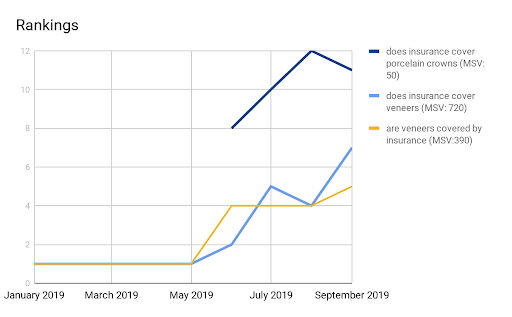 Rankings
12
10
8
6
4
2
0
January 2019
March 2019
May 2019
July 2019
September 2019
does insurance cover
porcelain crowns (MSV:
50)
does insurance cover
veneers (MSV: 720)
are veneers covered by
insurance (MSV:390)